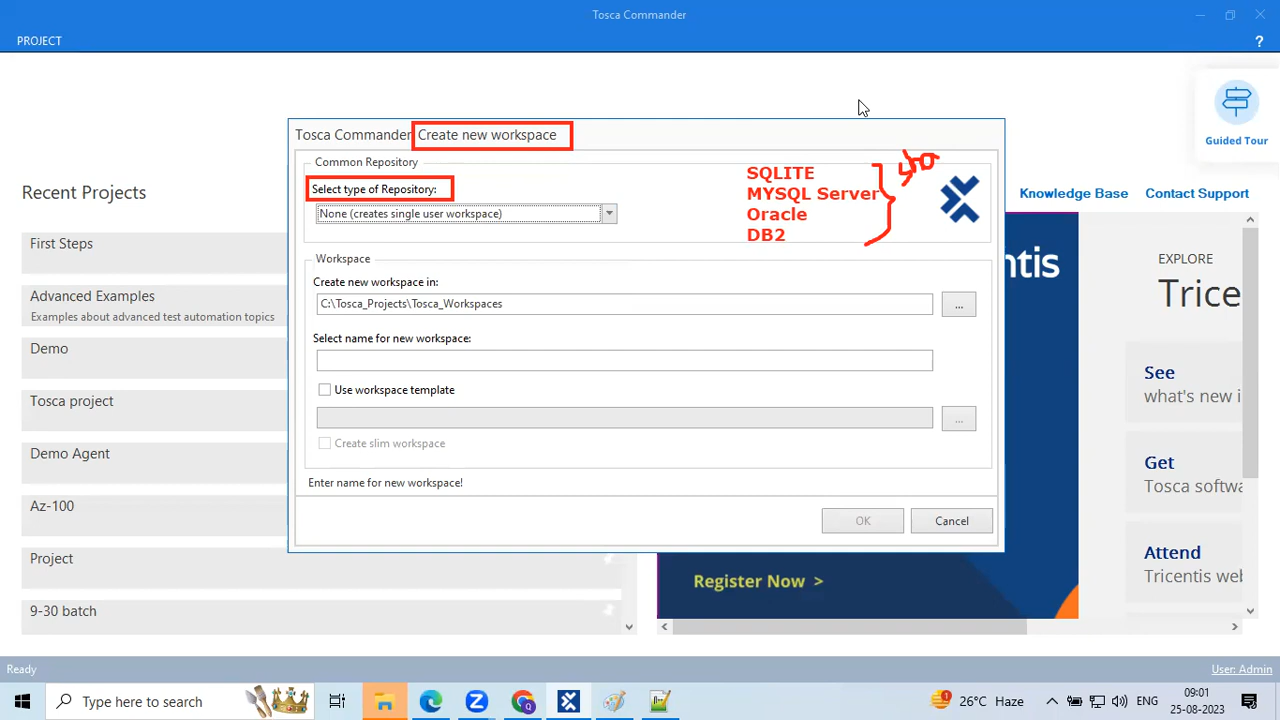 Tosca Commander
PROJECT
?
Guided Tour
Recent Projects
Knowledge Base
Contact Support
First Steps
Advanced Examples
Examples about advanced test automation topics
Demo
Tosca project
Demo Agent
Az-100
Project
9-30 batch
Tosca Commander
Create new workspace
Common Repository
Select type of Repository:
None (creates single user workspace)
SQLITE
MYSQL Server
Oracle
DB2
Workspace
Create new workspace in:
C:\Tosca_Projects\Tosca_Workspaces
...
Select name for new workspace:
Use workspace template
...
Create slim workspace
Enter name for new workspace!
OK
Cancel
ntis
Register Now >
EXPLORE
Trice
See
what's new i
Get
Tosca softw
Attend
Tricentis wel
Ready
User: Admin
Type here to search
1
26°C Haze
ENG
09:01
25-08-2023